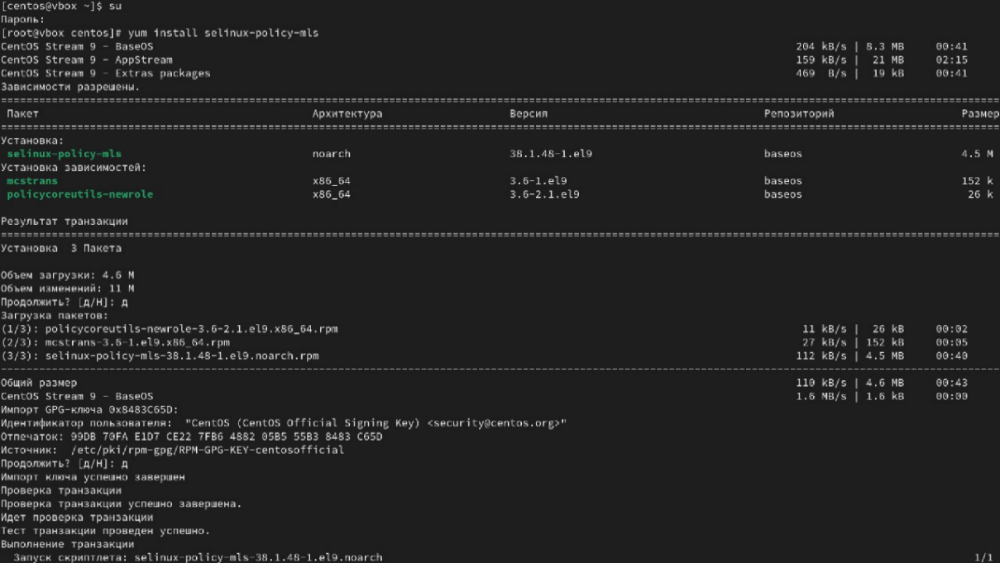 [centos@vbox ~]$ su
Пароль:
[root@vbox centos]# yum install selinux-policy-mls
CentOS Stream 9 - BaseOS 204 kB/s | 8.3 MB 00:41
CentOS Stream 9 - AppStream 159 kB/s | 21 MB 02:15
CentOS Stream 9 - Extras packages 469 B/s | 19 kB 00:41
Зависимости разрешены.
Пакет Архитектура Версия Репозиторий Размер
Установка:
selinux-policy-mls noarch 38.1.48-1.el9 baseos 4.5 M
Установка зависимостей:
mcstrans x86_64 3.6-1.el9 baseos 152 k
policycoreutils-newrole x86_64 3.6-2.1.el9 baseos 26 k
Результат транзакции
Установка 3 Пакета
Объем загрузки: 4.6 M
Объем изменений: 11 M
Продолжить? [д/Н]: д
Загрузка пакетов:
(1/3): policycoreutils-newrole-3.6-2.1.el9.x86_64.rpm 11 kB/s | 26 kB 00:02
(2/3): mcstrans-3.6-1.el9.x86_64.rpm 27 kB/s | 152 kB 00:05
(3/3): selinux-policy-mls-38.1.48-1.el9.noarch.rpm 112 kB/s | 4.5 MB 00:40
Общий размер 110 kB/s | 4.6 MB 00:43
CentOS Stream 9 - BaseOS 1.6 MB/s | 1.6 kB 00:00
Импорт GPG-ключа 0x8483C65D:
Идентификатор пользователя: "CentOS (CentOS Official Signing Key) <security@centos.org>"
Отпечаток: 99DB 70FA E1D7 CE22 7FB6 4882 05B5 55B3 8483 C65D
Источник: /etc/pki/rpm-gpg/RPM-GPG-KEY-centosofficial
Продолжить? [д/Н]: д
Импорт ключа успешно завершен
Проверка транзакции
Проверка транзакции успешно завершена.
Идет проверка транзакции
Тест транзакции проведен успешно.
Выполнение транзакции
Запуск скриптлета: selinux-policy-mls-38.1.48-1.el9.noarch 1/1